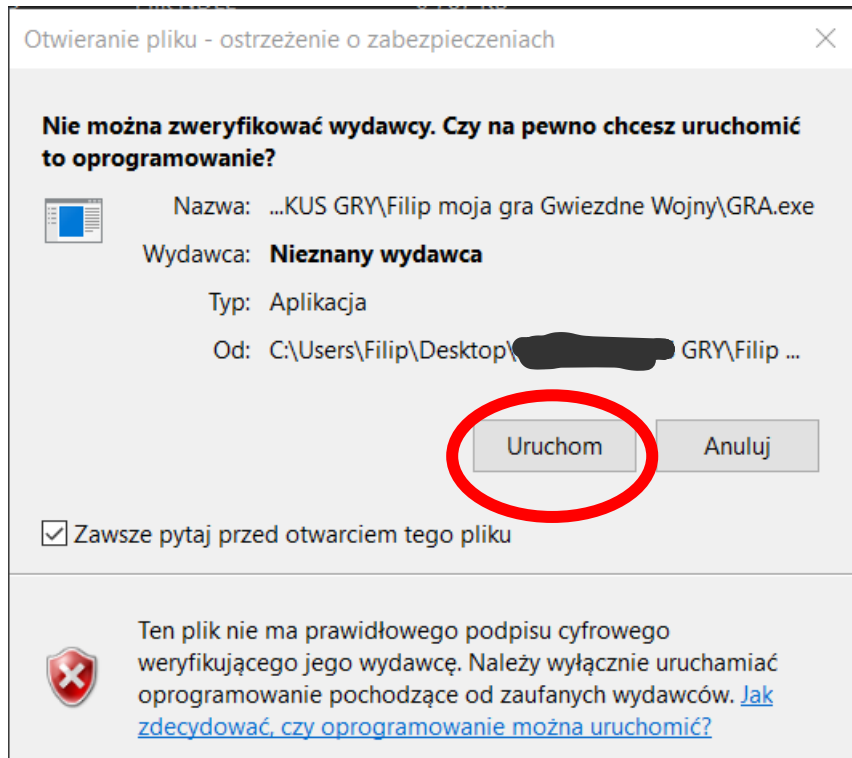 Otwieranie pliku - ostrzeżenie o zabezpieczeniach
Nie można zweryfikować wydawcy. Czy na pewno chcesz uruchomić
to oprogramowanie?
Nazwa: ...KUS GRY\Filip moja gra Gwiezdne Wojny\GRA.exe
Wydawca: Nieznany wydawca
Typ: Aplikacja
Od: C:\Users\Filip\Desktop\ GRY\Filip ...
Uruchom Anuluj
Zawsze pytaj przed otwarciem tego pliku
Ten plik nie ma prawidłowego podpisu cyfrowego
weryfikującego jego wydawcę. Należy wyłącznie uruchamiać
oprogramowanie pochodzące od zaufanych wydawców. Jak
zdecydować, czy oprogramowanie można uruchomić?